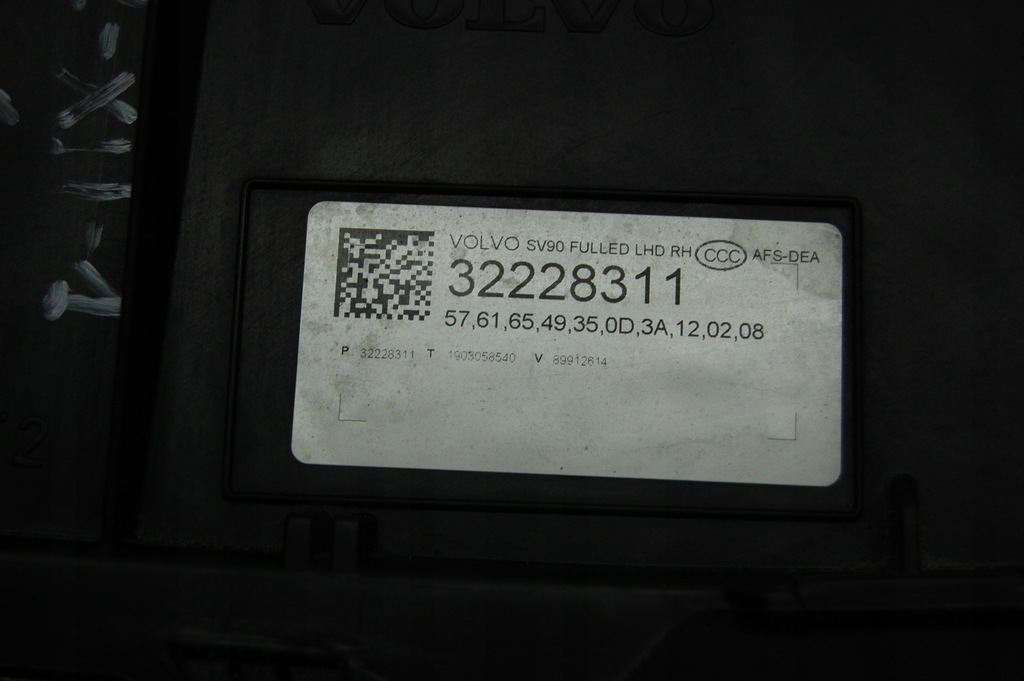 VOLVO
VOLVO SV90 FULLED LHD RH CCC AFS-DEA
32228311
57,61,65,49,35,0D,3A,12,02,08
P 32228311 T 1903058540 V 89912614